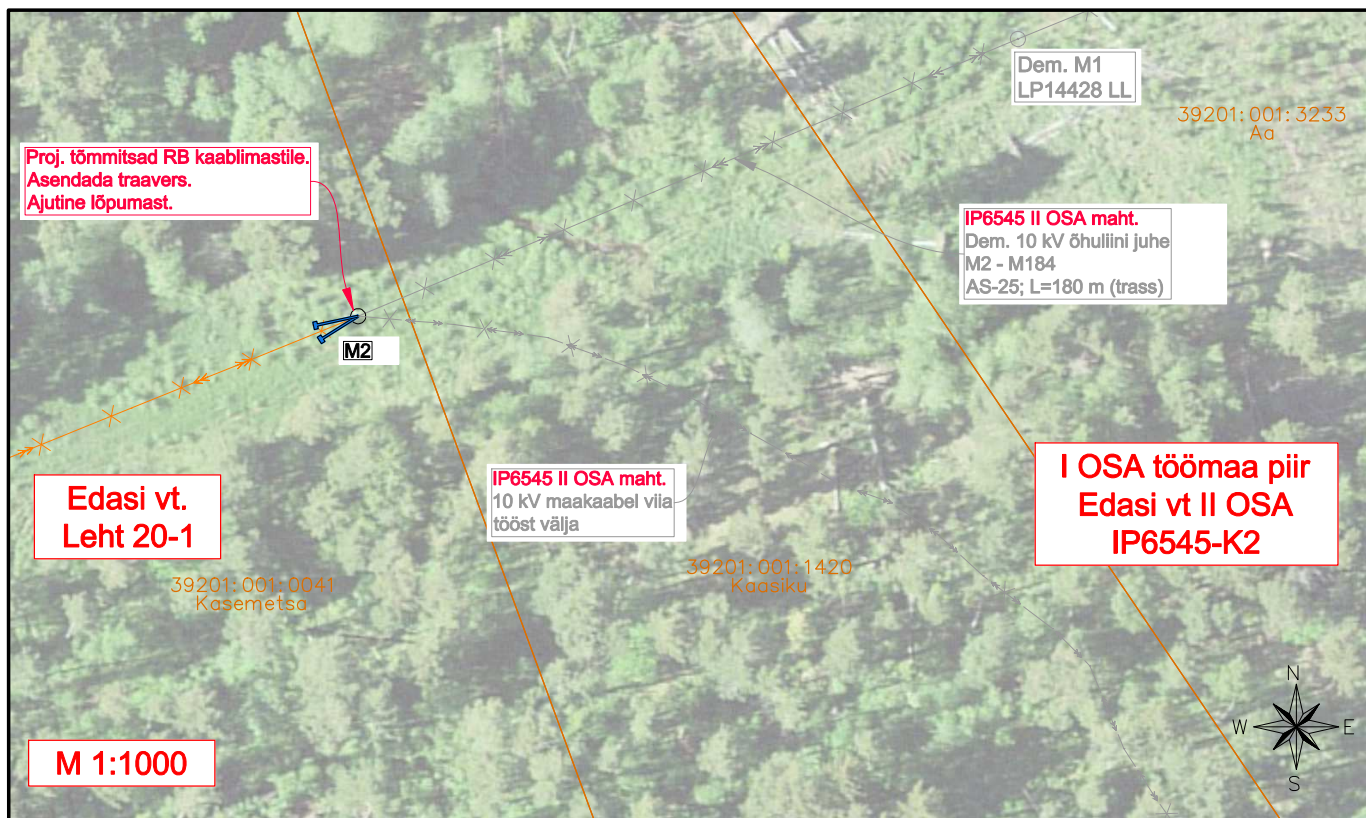 Dem. M1
LP14428 LL
39201:001:3233
Aa
Proj. tõmmitsad RB kaablimastile.
Asendada traavers.
Ajutine lõpumast.
IP6545 II OSA maht.
Dem. 10 kV õhuliini juhe
M2 - M184
AS-25; L=180 m (trass)
M2
IP6545 II OSA maht.
10 kV maakaabel viia
tööst välja
Edasi vt.
Leht 20-1
I OSA töömaa piir
Edasi vt II OSA
IP6545-K2
39201:001:0041
Kasemetsa
39201:001:1420
Kaasiku
M 1:1000
N
W
E
S